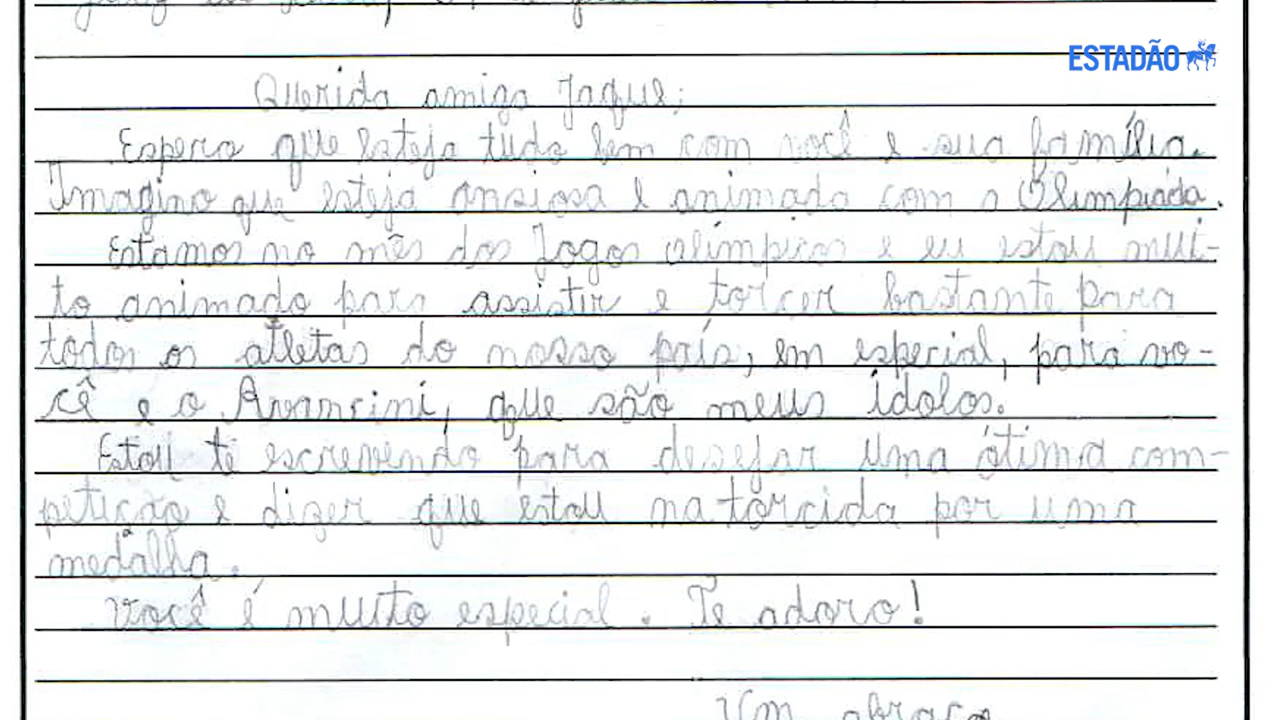 ESTADÃO
Querida amiga Jaque;
Espero que esteja tudo bem com você e sua família.
Imagino que esteja ansiosa e animada com a Olimpíada.
Estamos no mês dos Jogos olímpicos e eu estou mui-
to animado para assistir e torcer bastante para
todos os atletas do nosso país, em especial, para vo-
cê e o Avancini, que são meus ídolos.
Estou te escrevendo para desejar uma ótima com-
petição e dizer que estou na torcida por uma
medalha.
Você é muito especial. Te adoro!
Um abraço